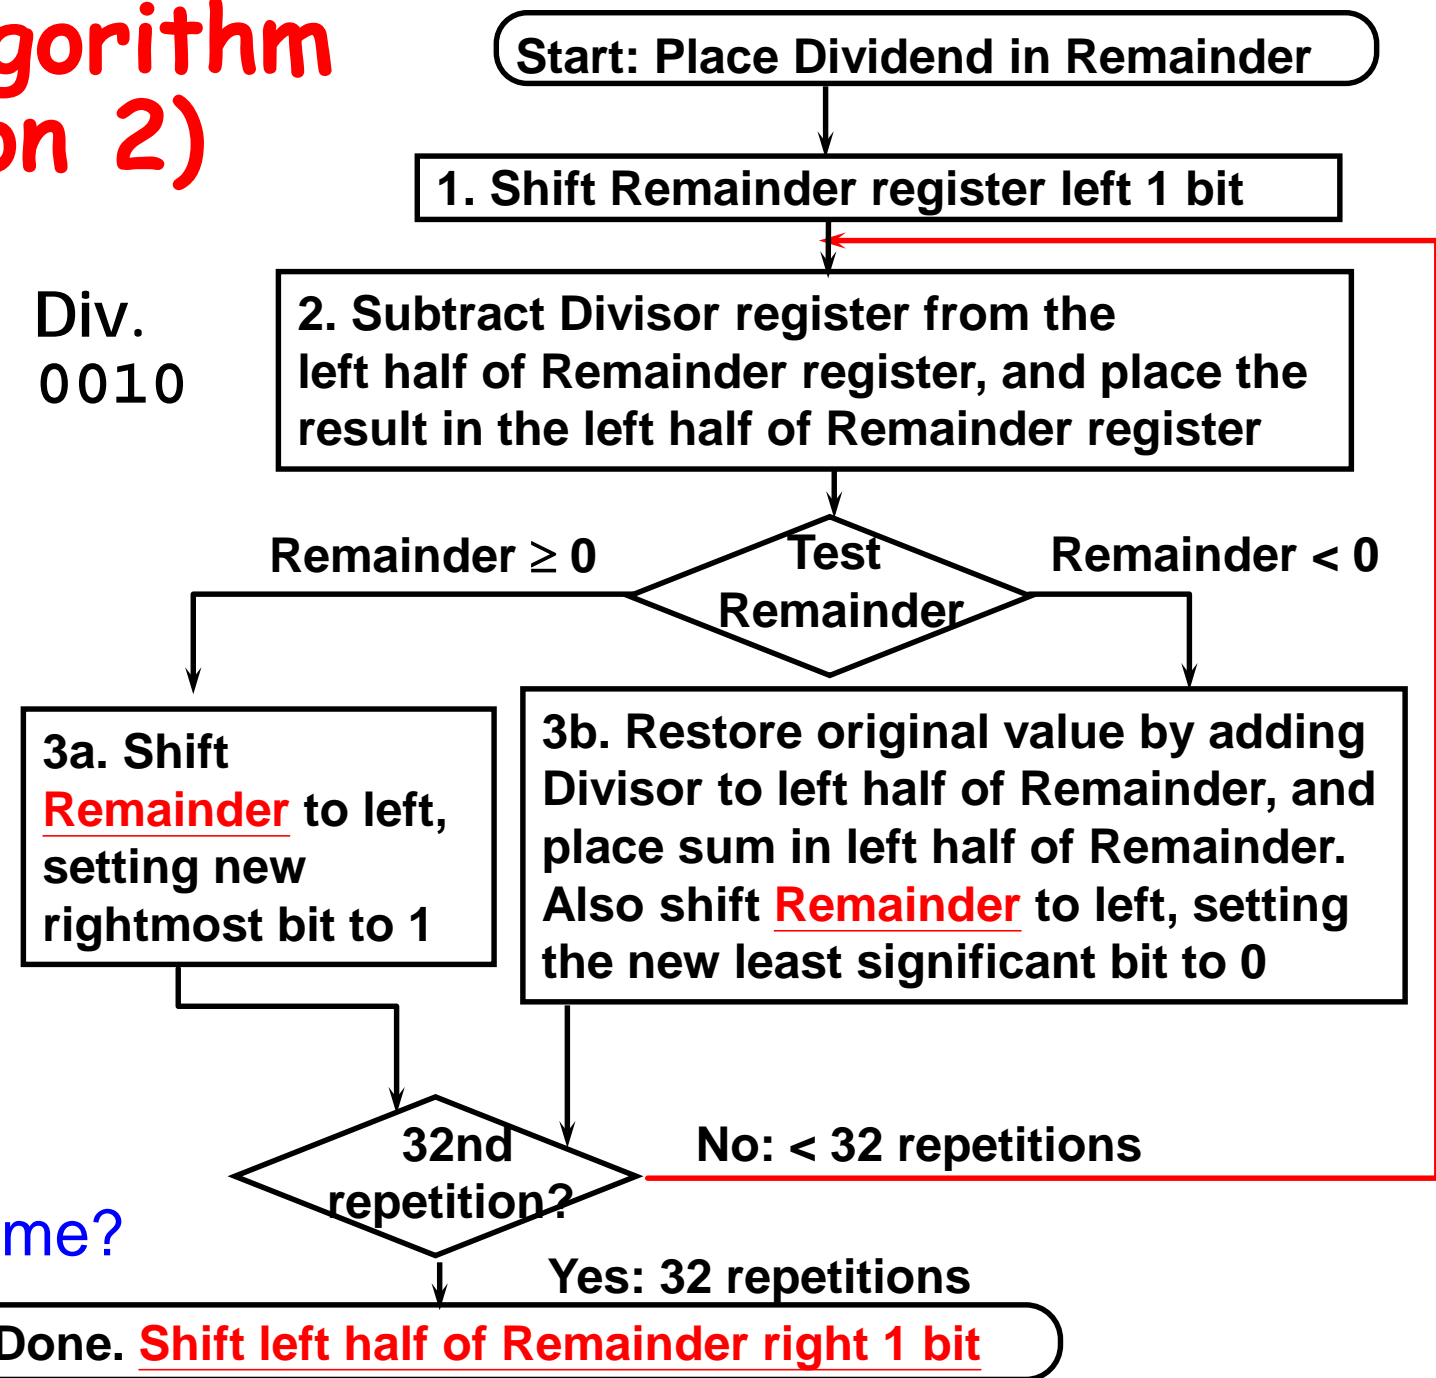 gorithm
on 2)
Start: Place Dividend in Remainder
1. Shift Remainder register left 1 bit
Div.
0010
2. Subtract Divisor register from the
left half of Remainder register, and place the
result in the left half of Remainder register
Remainder ≥ 0
Test
Remainder
Remainder < 0
3a. Shift
Remainder to left,
setting new
rightmost bit to 1
3b. Restore original value by adding
Divisor to left half of Remainder, and
place sum in left half of Remainder.
Also shift Remainder to left, setting
the new least significant bit to 0
32nd
repetition?
No: < 32 repetitions
me?
Yes: 32 repetitions
Done. Shift left half of Remainder right 1 bit